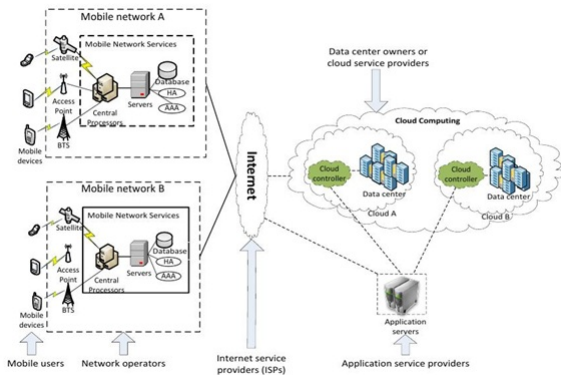 Mobile network A
Mobile Network Services
Satellite
Database
HA
AAA
Access
Point
Servers
Central
Processors
Mobile
devices
BTS
Mobile network B
Mobile Network Services
Satellite
Database
HA
AAA
Access
Point
Servers
Central
Processors
Mobile
devices
BTS
Mobile users
Network operators
Internet
Internet service
providers (ISPs)
Data center owners or
cloud service providers
Cloud Computing
Cloud
controller
Data center
Cloud A
Cloud
controller
Data center
Cloud B
Application
servers
Application service providers